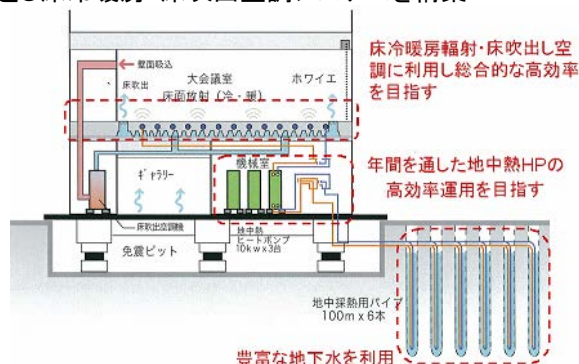 床冷暖房輻射・床吹出し空
調に利用し総合的な高効率
を目指す
壁面吸込
床吹出
大会議室
床面放射（冷・暖）
ホワイエ
年間を通した地中熱HPの
高効率運用を目指す
ギャラリー
機械室
床吹出空調機
地中熱
ヒートポンプ
10kw×3台
免震ピット
地中採熱用パイプ
100m×6本
豊富な地下水を利用